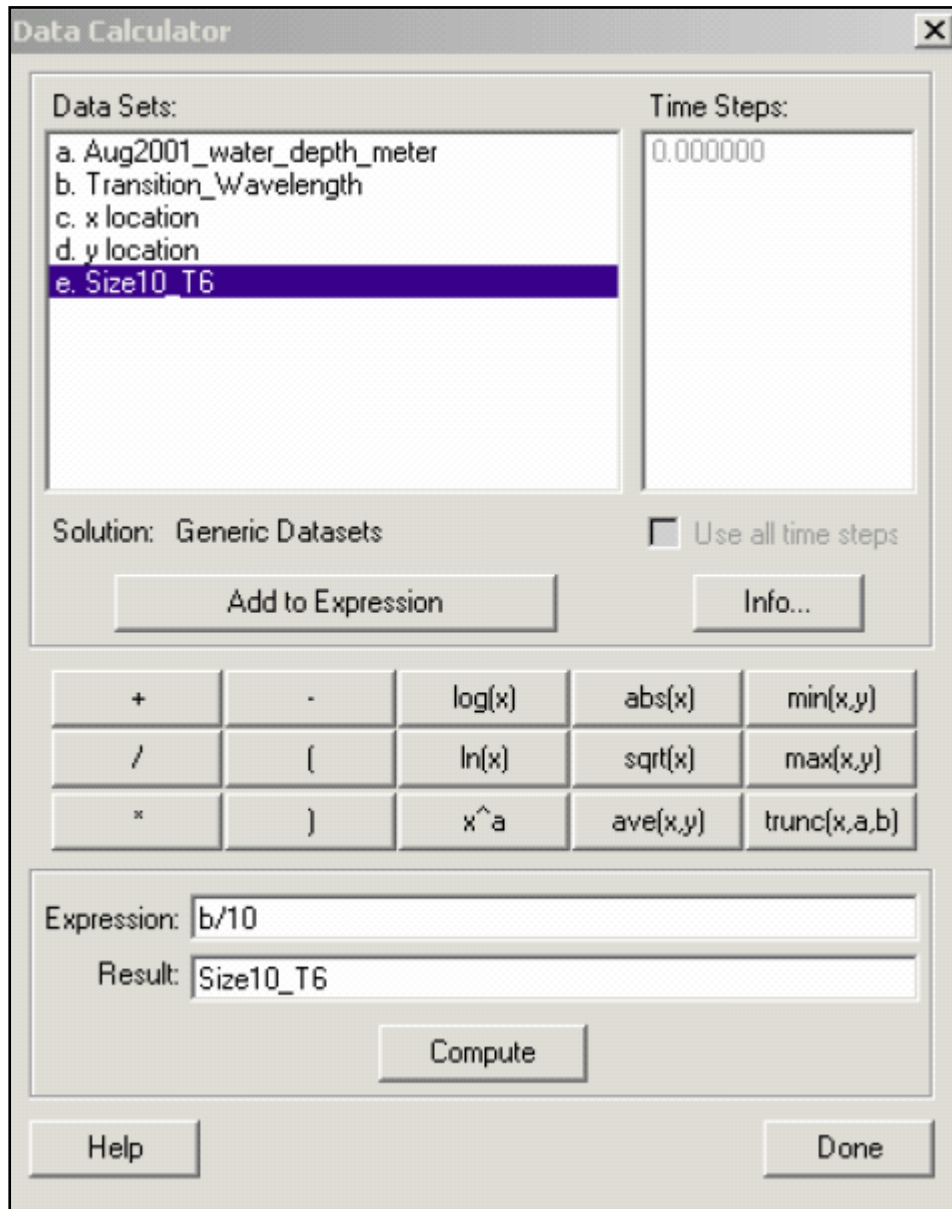 Data Calculator
Data Sets:
Time Steps:
a. Aug2001_water_depth_meter
b. Transition_Wavelength
c. x location
d. y location
e. Size10_T6
0.000000
Solution: Generic Datasets
Use all time steps
Add to Expression
Info...
+ - log(x) abs(x) min(x,y)
/ ( ln(x) sqrt(x) max(x,y)
* ) x^a ave(x,y) trunc(x,a,b)
Expression: b/10
Result: Size10_T6
Compute
Help
Done